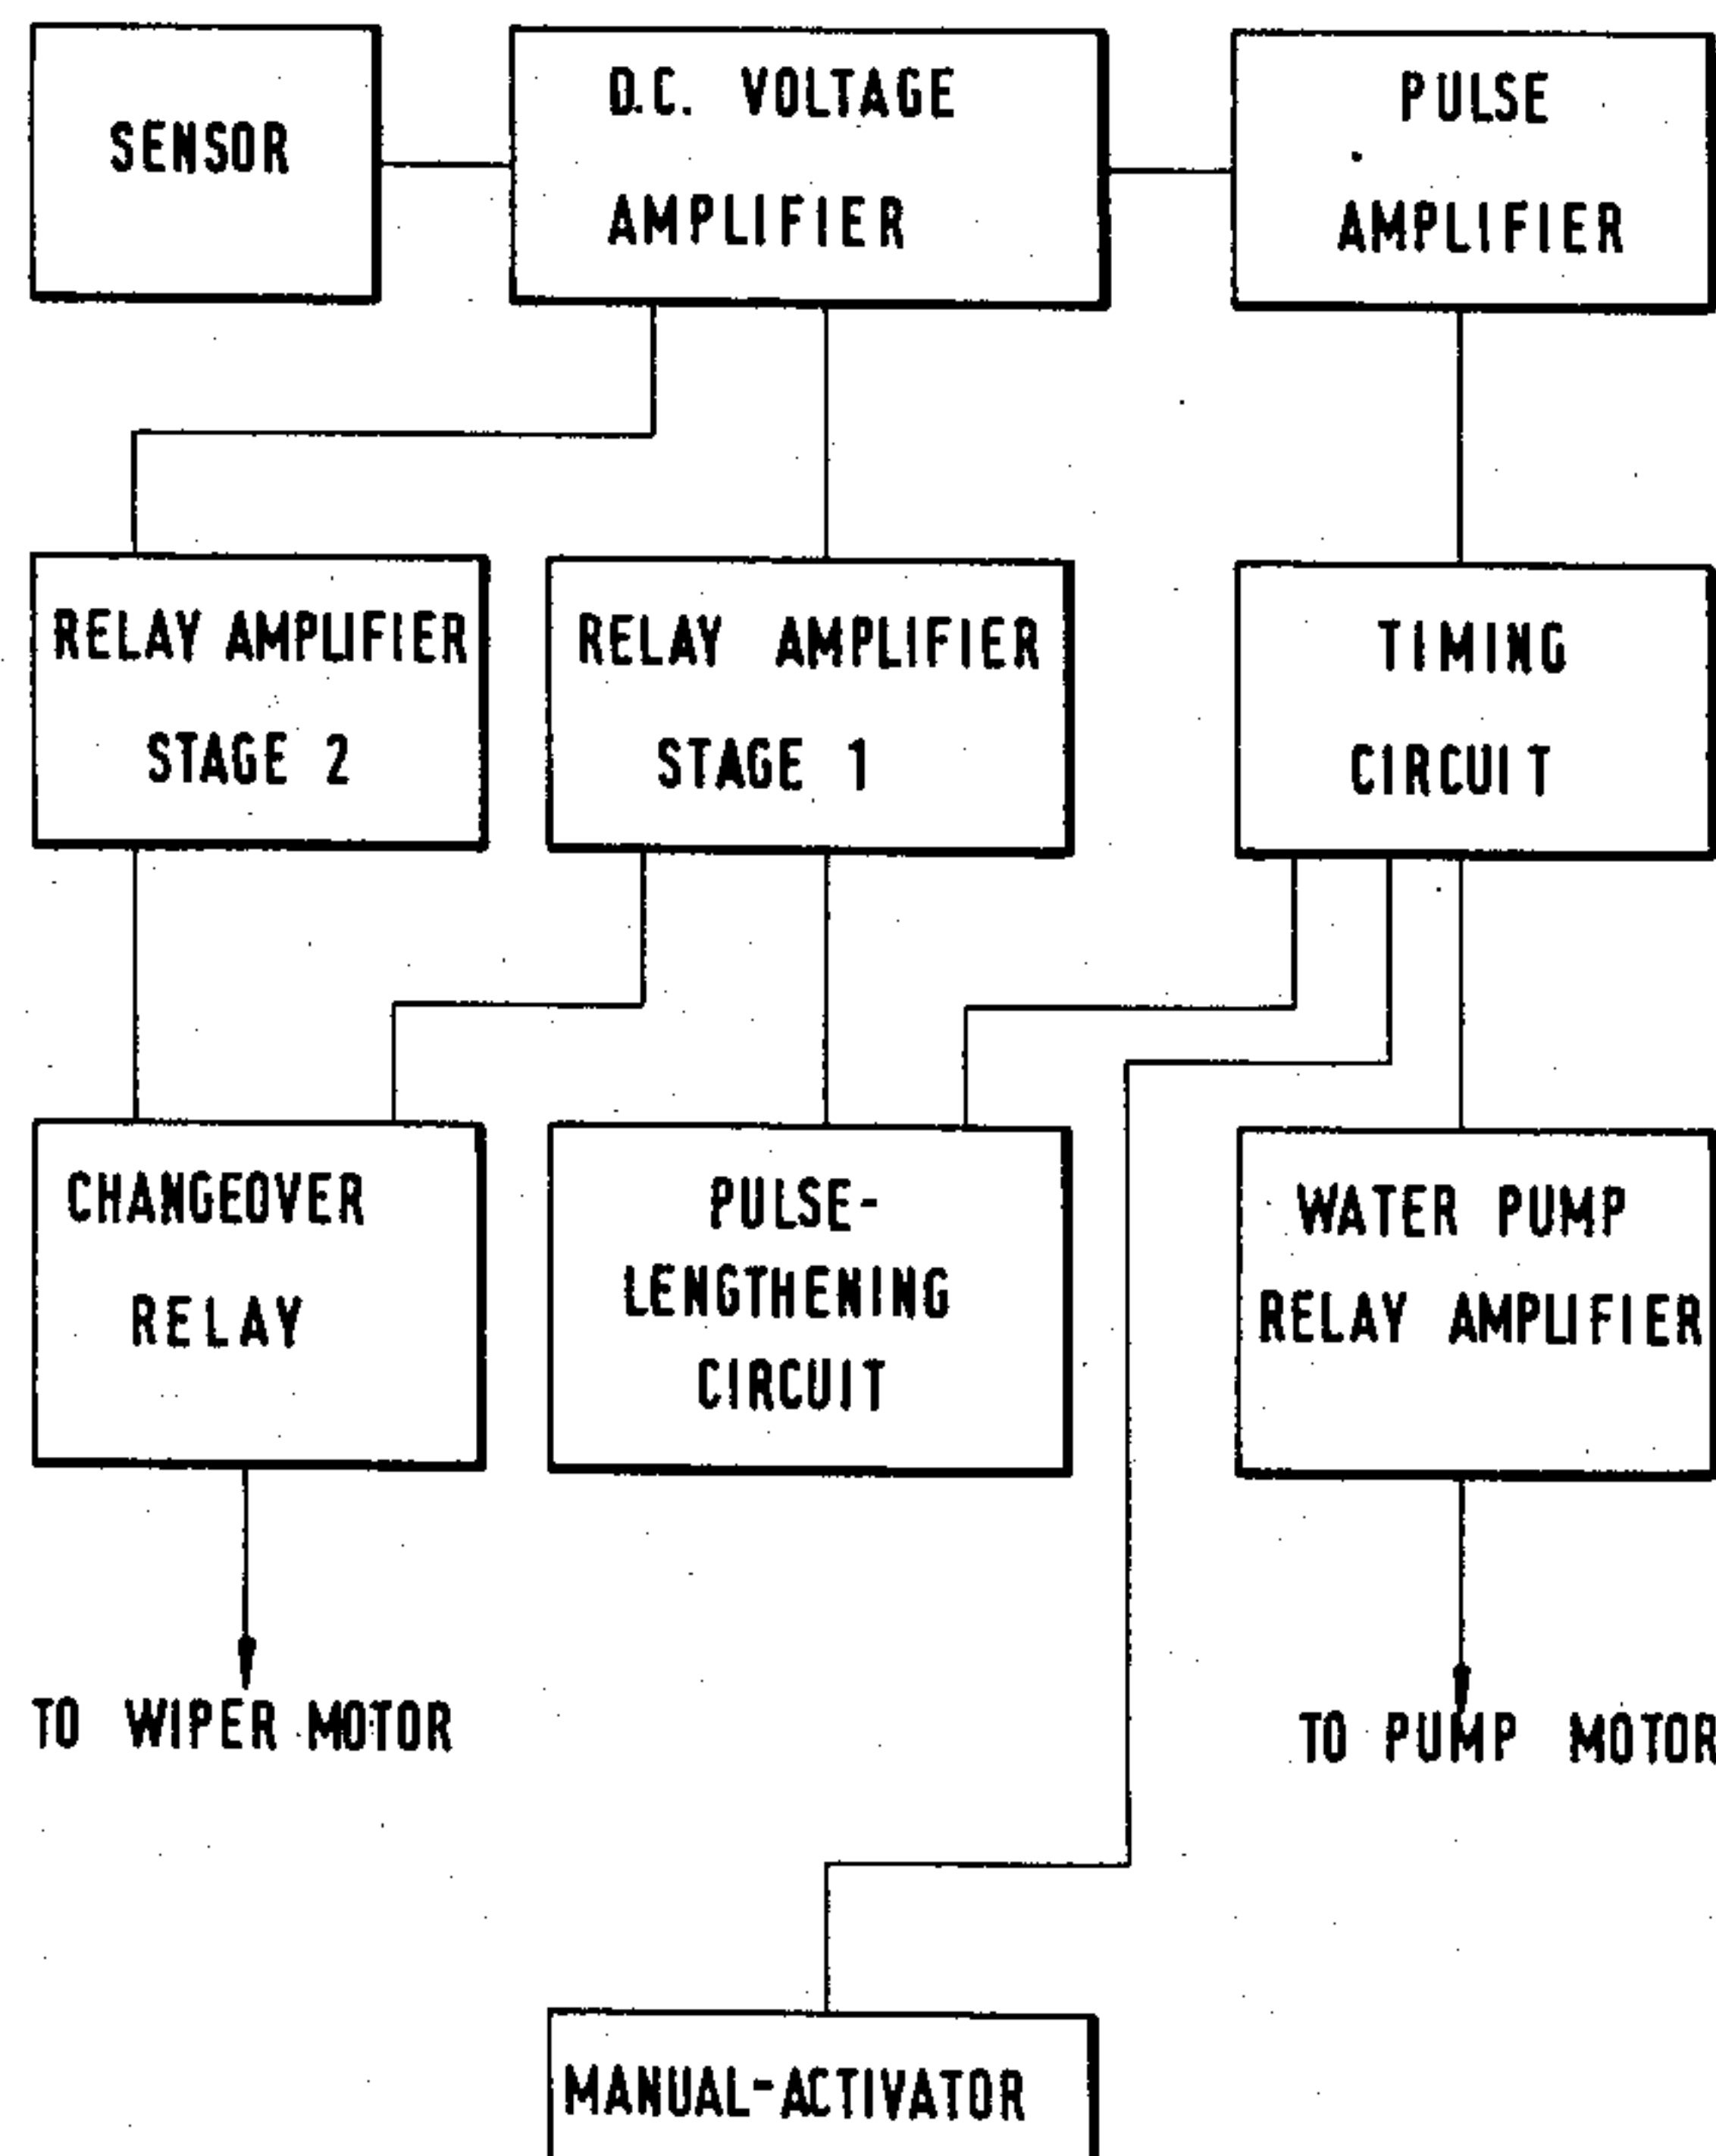 SENSOR
D.C. VOLTAGE
AMPLIFIER
PULSE
AMPLIFIER
RELAY AMPLIFIER
STAGE 2
RELAY AMPLIFIER
STAGE 1
TIMING
CIRCUIT
CHANGEOVER
RELAY
PULSE-
LENGTHENING
CIRCUIT
WATER PUMP
RELAY AMPLIFIER
TO WIPER MOTOR
TO PUMP MOTOR
MANUAL-ACTIVATOR